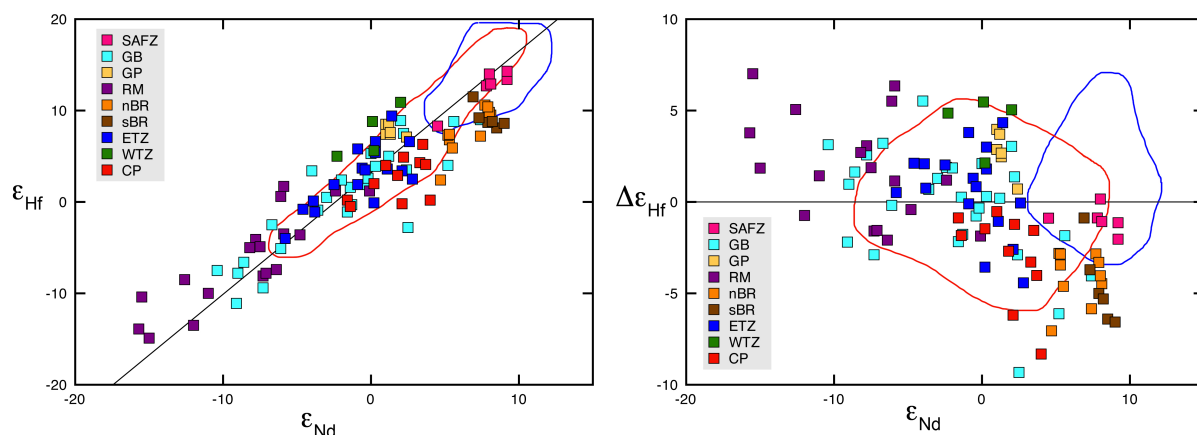 20
10
0
-10
-20
-20
-10
0
10
εHf
εNd
SAFZ
GB
GP
RM
nBR
sBR
ETZ
WTZ
CP
10
5
0
-5
-10
-20
-10
0
10
ΔεHf
εNd
SAFZ
GB
GP
RM
nBR
sBR
ETZ
WTZ
CP